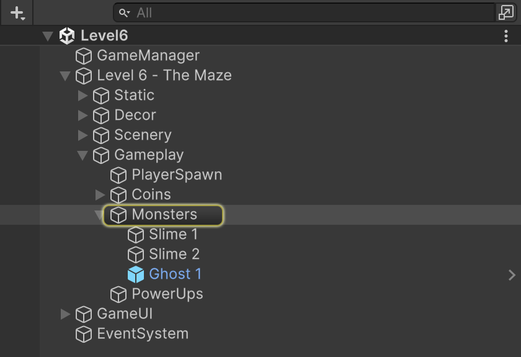 All
Level6
GameManager
Level 6 - The Maze
Static
Decor
Scenery
Gameplay
PlayerSpawn
Coins
Monsters
Slime 1
Slime 2
Ghost 1
PowerUps
GameUI
EventSystem